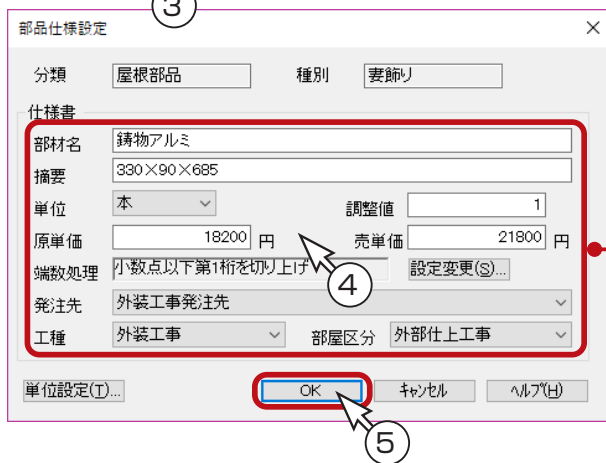 ③
部品仕様設定 ×
分類 屋根部品 種別 妻飾り
仕様書
部材名 鋳物アルミ
摘要 330×90×685
単位 本 調整値 1
原単価 18200 円 売単価 21800 円
端数処理 小数点以下第1桁を切り上げ 設定変更(S)...
④
発注先 外装工事発注先
工種 外装工事 部屋区分 外部仕上工事
単位設定(T)... OK キャンセル ヘルプ(H)
⑤